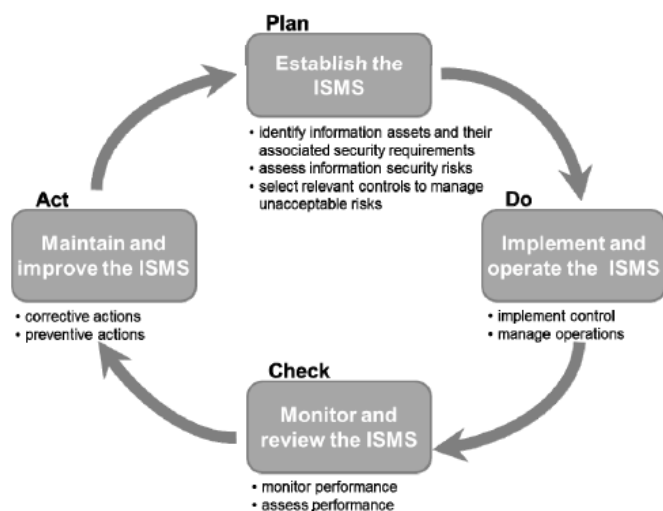 Plan
Establish the
ISMS
• identify information assets and their
associated security requirements
• assess information security risks
• select relevant controls to manage
unacceptable risks
Act
Maintain and
improve the ISMS
• corrective actions
• preventive actions
Do
Implement and
operate the ISMS
• implement control
• manage operations
Check
Monitor and
review the ISMS
• monitor performance
• assess performance